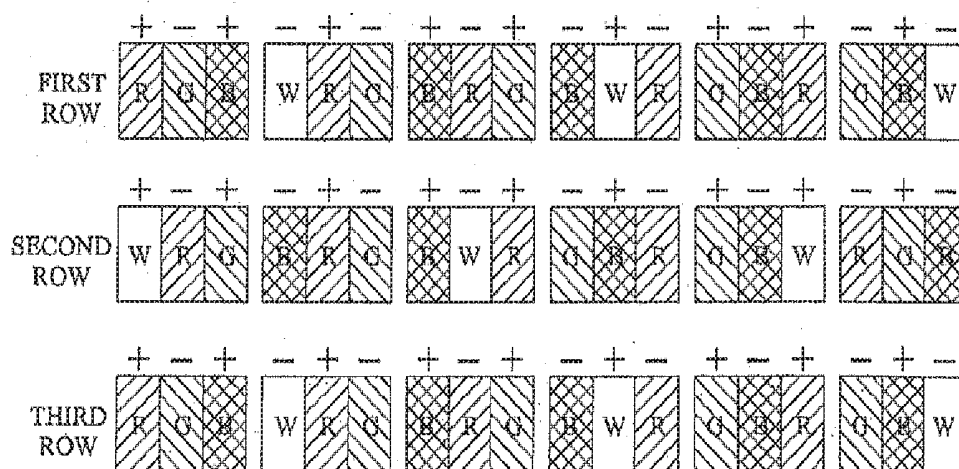 + - + - + - + - + - + - + - + - + -
FIRST ROW R G B W R G B R G B W R G B R G B W
+ - + - + - + - + - + - + - + - + -
SECOND ROW W R G B R G B W R G B R G B W R G B
+ - + - + - + - + - + - + - + - + -
THIRD ROW R G B W R G B R G B W R G B R G B W